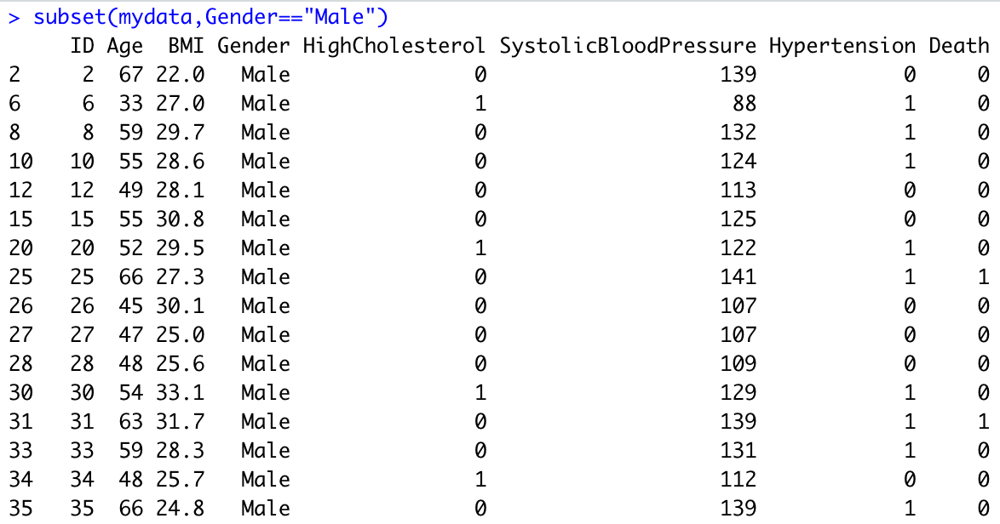 > subset(mydata,Gender=="Male")
ID Age BMI Gender HighCholesterol SystolicBloodPressure Hypertension Death
2 2 67 22.0 Male 0 139 0 0
6 6 33 27.0 Male 1 88 1 0
8 8 59 29.7 Male 0 132 1 0
10 10 55 28.6 Male 0 124 1 0
12 12 49 28.1 Male 0 113 0 0
15 15 55 30.8 Male 0 125 0 0
20 20 52 29.5 Male 1 122 1 0
25 25 66 27.3 Male 0 141 1 1
26 26 45 30.1 Male 0 107 0 0
27 27 47 25.0 Male 0 107 0 0
28 28 48 25.6 Male 0 109 0 0
30 30 54 33.1 Male 1 129 1 0
31 31 63 31.7 Male 0 139 1 1
33 33 59 28.3 Male 0 131 1 0
34 34 48 25.7 Male 1 112 0 0
35 35 66 24.8 Male 0 139 1 0